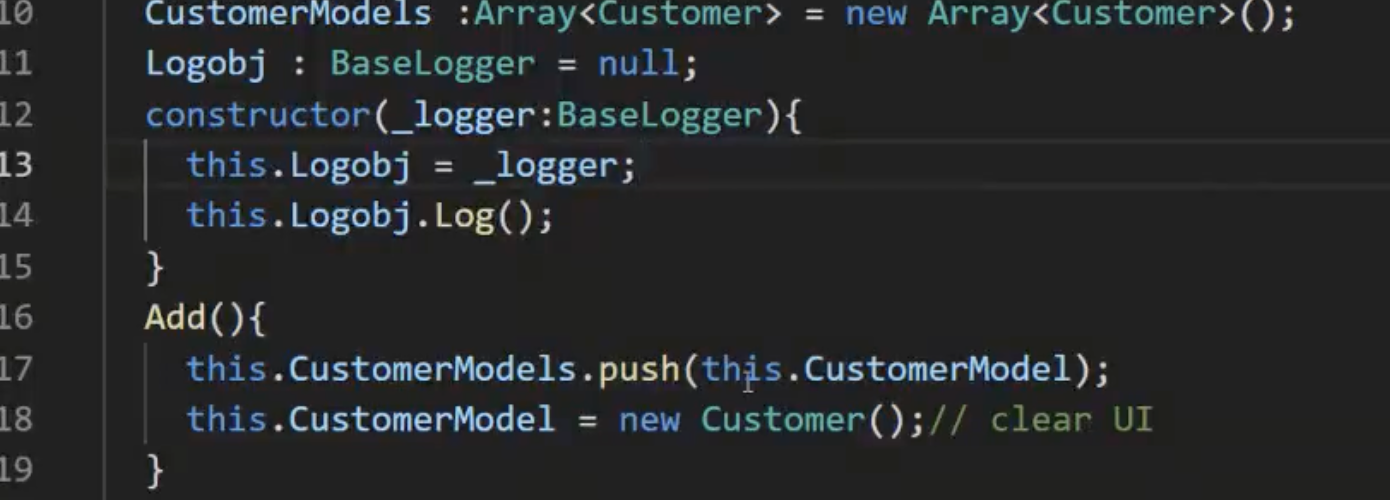 10 CustomerModels :Array<Customer> = new Array<Customer>();
11 Logobj : BaseLogger = null;
12 constructor(_logger:BaseLogger){
13 this.Logobj = _logger;
14 this.Logobj.Log();
15 }
16 Add(){
17 this.CustomerModels.push(this.CustomerModel);
18 this.CustomerModel = new Customer();// clear UI
19 }